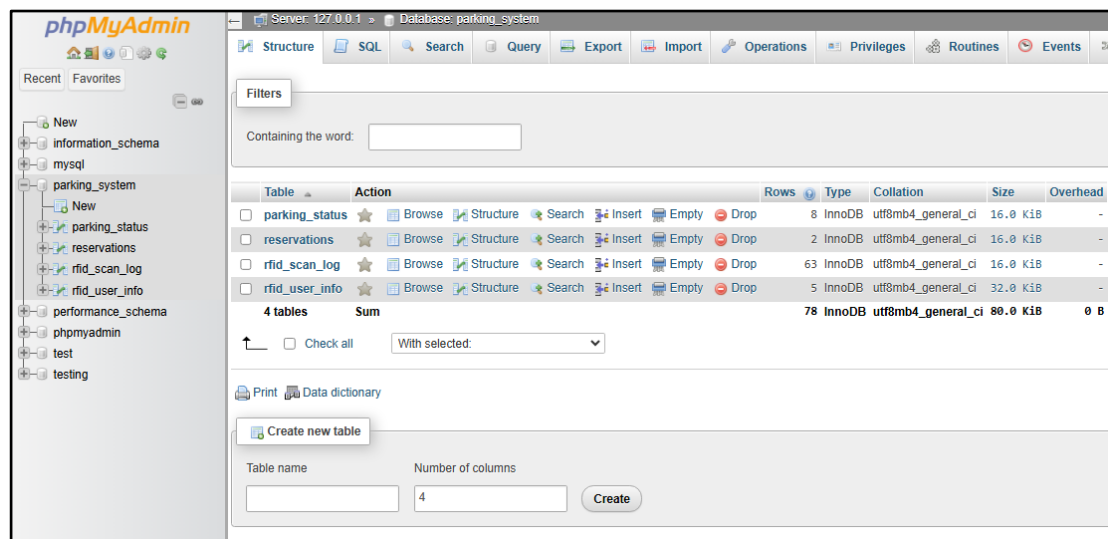 phpMyAdmin
Recent Favorites
New
information_schema
mysql
parking_system
New
parking_status
reservations
rfid_scan_log
rfid_user_info
performance_schema
phpmyadmin
test
testing
Server: 127.0.0.1 » Database: parking_system
Structure SQL Search Query Export Import Operations Privileges Routines Events
Filters
Containing the word:
Table Action Rows Type Collation Size Overhead
parking_status Browse Structure Search Insert Empty Drop 8 InnoDB utf8mb4_general_ci 16.0 KiB -
reservations Browse Structure Search Insert Empty Drop 2 InnoDB utf8mb4_general_ci 16.0 KiB -
rfid_scan_log Browse Structure Search Insert Empty Drop 63 InnoDB utf8mb4_general_ci 16.0 KiB -
rfid_user_info Browse Structure Search Insert Empty Drop 5 InnoDB utf8mb4_general_ci 32.0 KiB -
4 tables Sum 78 InnoDB utf8mb4_general_ci 80.0 KiB 0 B
Check all With selected:
Print Data dictionary
Create new table
Table name Number of columns
4 Create